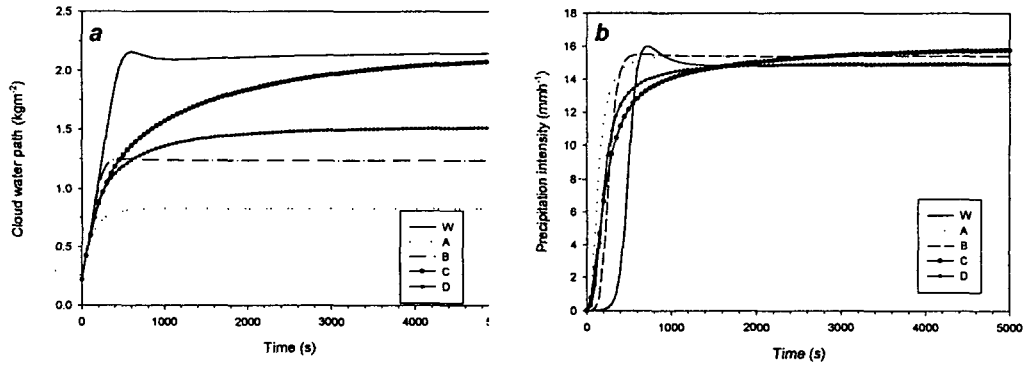 a
Cloud water path (kgm⁻²)
2.5
2.0
1.5
1.0
0.5
0.0
0
1000
2000
3000
4000
5
Time (s)
W
A
B
C
D
b
Precipitation intensity (mmh⁻¹)
18
16
14
12
10
8
6
4
2
0
0
1000
2000
3000
4000
5000
Time (s)
W
A
B
C
D